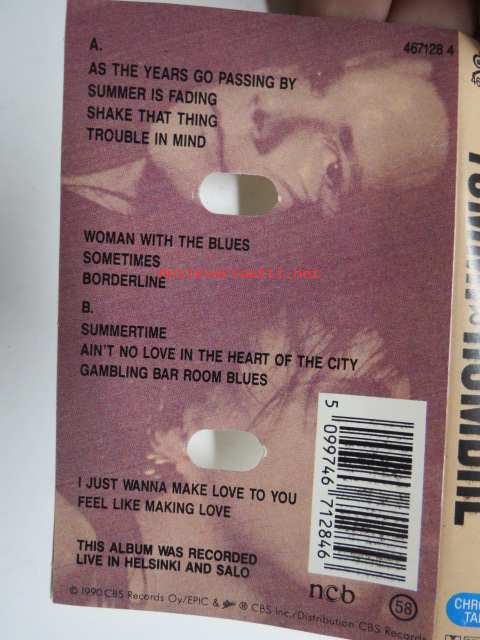 A.
467128 4
AS THE YEARS GO PASSING BY
SUMMER IS FADING
SHAKE THAT THING
TROUBLE IN MIND
WOMAN WITH THE BLUES
SOMETIMES
BORDERLINE
B.
SUMMERTIME
AIN'T NO LOVE IN THE HEART OF THE CITY
GAMBLING BAR ROOM BLUES
I JUST WANNA MAKE LOVE TO YOU
FEEL LIKE MAKING LOVE
THIS ALBUM WAS RECORDED
LIVE IN HELSINKI AND SALO
5 099746 712846
ncb
58
© 1990 CBS Records Oy/EPIC & ® CBS Inc./Distribution CBS Records